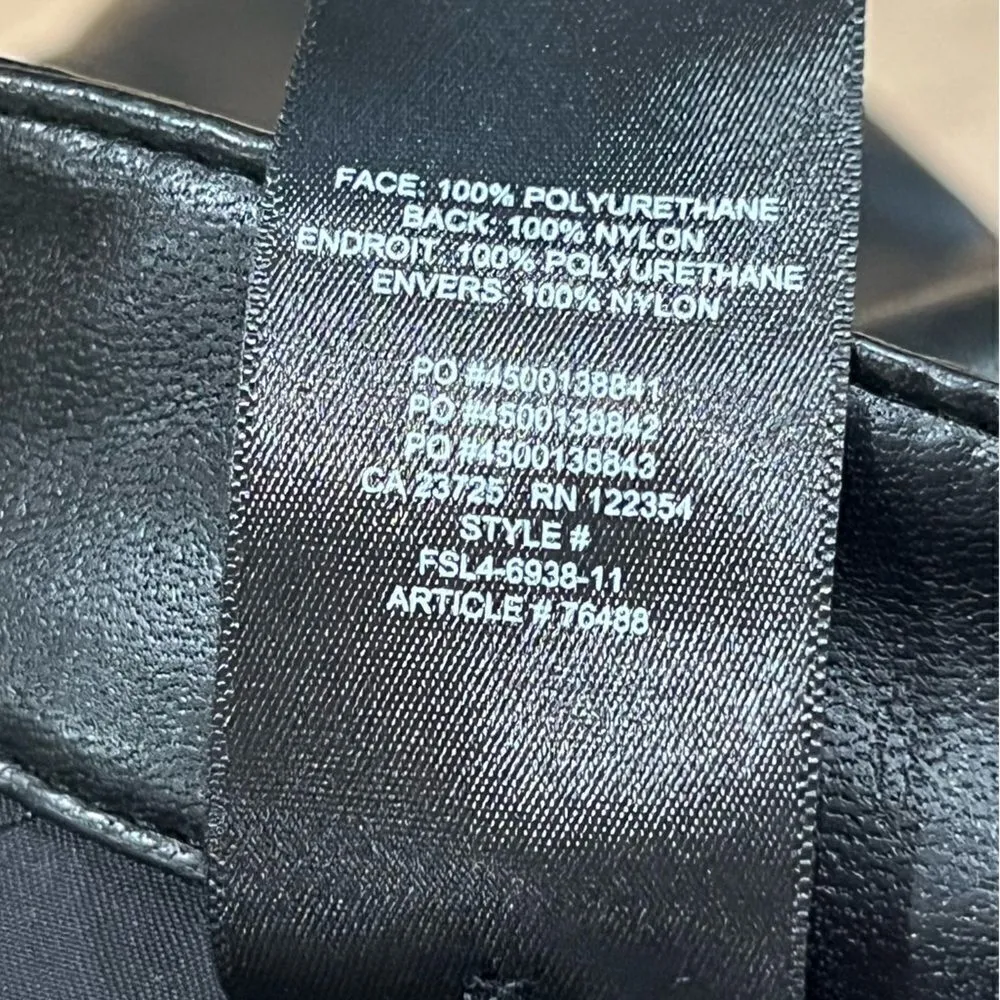 FACE: 100% POLYURETHANE
BACK: 100% NYLON
ENDROIT: 100% POLYURETHANE
ENVERS: 100% NYLON
PO #4500138841
PO #4500138842
PO #4500138843
CA 23725 RN 122354
STYLE #
FSL4-6938-11
ARTICLE # 76488